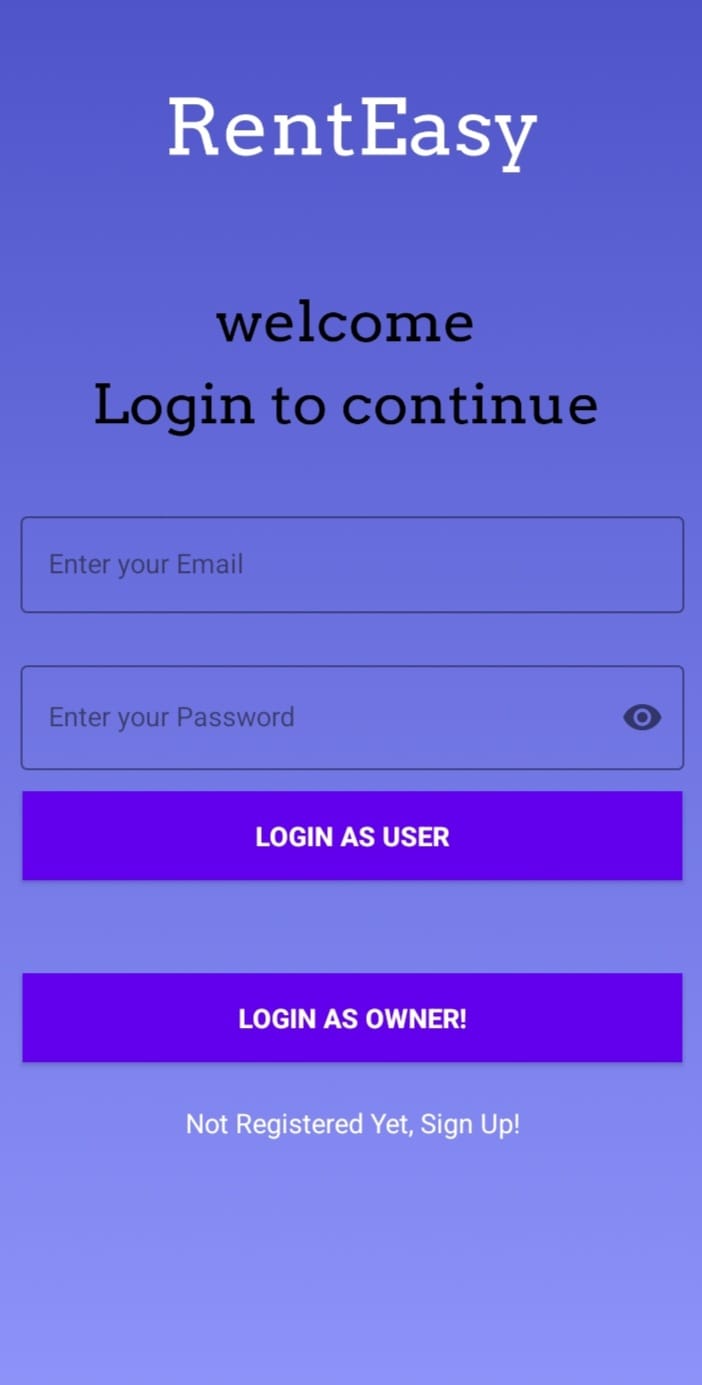 RentEasy
welcome
Login to continue
Enter your Email
Enter your Password
LOGIN AS USER
LOGIN AS OWNER!
Not Registered Yet, Sign Up!